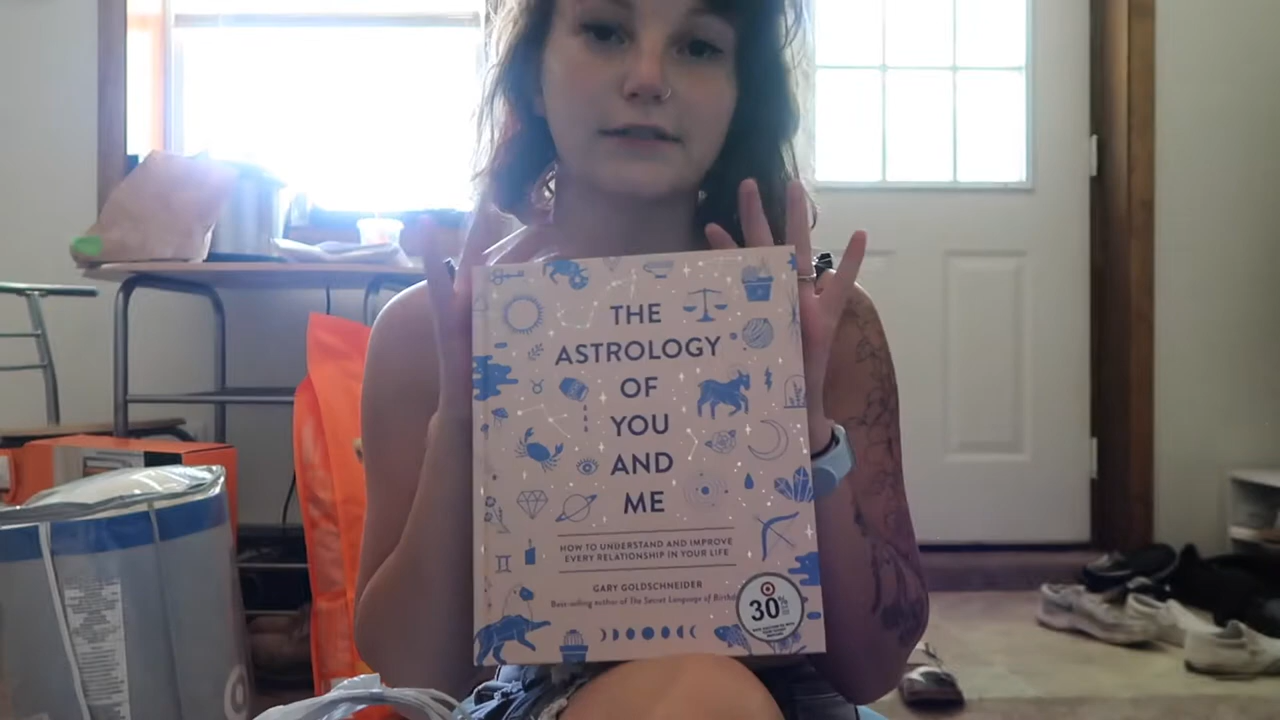 THE
ASTROLOGY
OF
YOU
AND
ME
HOW TO UNDERSTAND AND IMPROVE
EVERY RELATIONSHIP IN YOUR LIFE
GARY GOLDSCHNEIDER
Best-selling author of The Secret Language of
30%